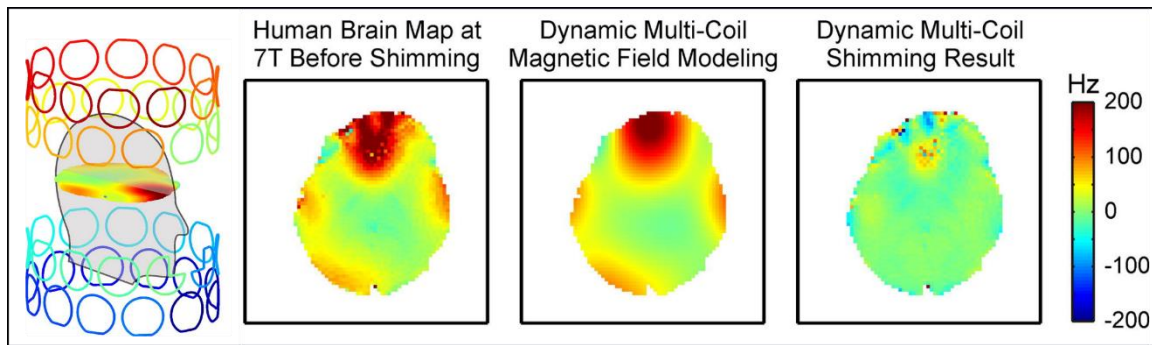 Human Brain Map at
7T Before Shimming
Dynamic Multi-Coil
Magnetic Field Modeling
Dynamic Multi-Coil
Shimming Result
Hz
200
100
0
-100
-200